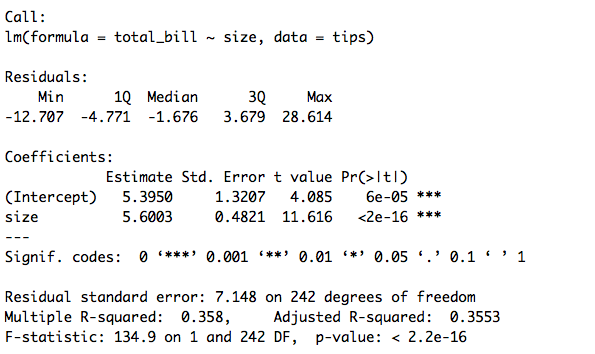 Call:
lm(formula = total_bill ~ size, data = tips)
Residuals:
    Min      1Q  Median      3Q     Max
-12.707  -4.771  -1.676   3.679  28.614
Coefficients:
            Estimate Std. Error t value Pr(>|t|)
(Intercept)   5.3950     1.3207   4.085    6e-05 ***
size          5.6003     0.4821  11.616   <2e-16 ***
---
Signif. codes:  0 ‘***’ 0.001 ‘**’ 0.01 ‘*’ 0.05 ‘.’ 0.1 ‘ ’ 1
Residual standard error: 7.148 on 242 degrees of freedom
Multiple R-squared:  0.358,	Adjusted R-squared:  0.3553
F-statistic: 134.9 on 1 and 242 DF,  p-value: < 2.2e-16